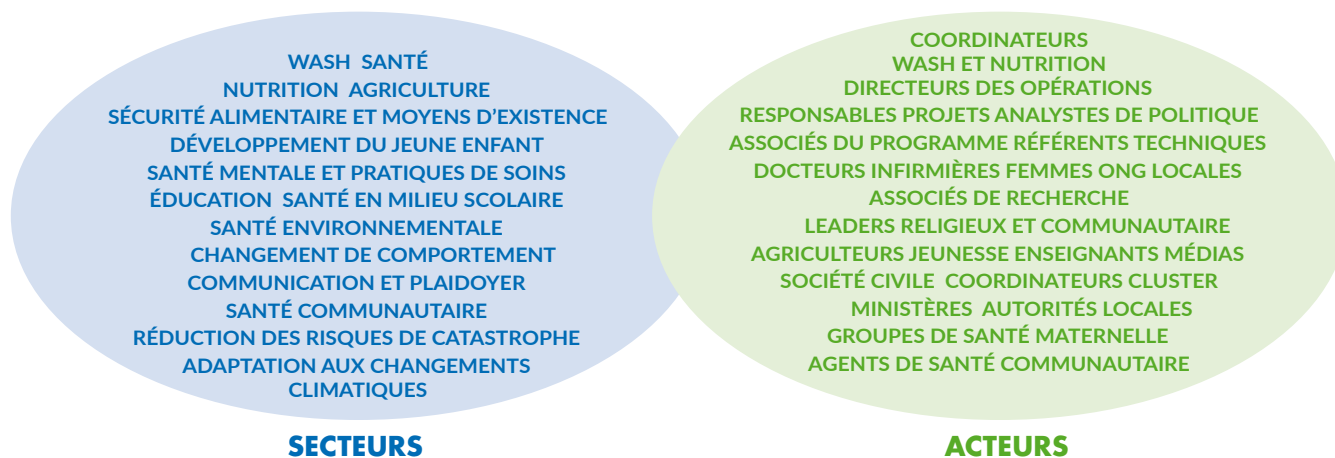 WASH SANTÉ
NUTRITION AGRICULTURE
SÉCURITÉ ALIMENTAIRE ET MOYENS D’EXISTENCE
DÉVELOPPEMENT DU JEUNE ENFANT
SANTÉ MENTALE ET PRATIQUES DE SOINS
ÉDUCATION SANTÉ EN MILIEU SCOLAIRE
SANTÉ ENVIRONNEMENTALE
CHANGEMENT DE COMPORTEMENT
COMMUNICATION ET PLAIDOYER
SANTÉ COMMUNAUTAIRE
RÉDUCTION DES RISQUES DE CATASTROPHE
ADAPTATION AUX CHANGEMENTS
CLIMATIQUES
SECTEURS
COORDINATEURS
WASH ET NUTRITION
DIRECTEURS DES OPÉRATIONS
RESPONSABLES PROJETS ANALYSTES DE POLITIQUE
ASSOCIÉS DU PROGRAMME RÉFÉRENTS TECHNIQUES
DOCTEURS INFIRMIÈRES FEMMES ONG LOCALES
ASSOCIÉS DE RECHERCHE
LEADERS RELIGIEUX ET COMMUNAUTAIRE
AGRICULTEURS JEUNESSE ENSEIGNANTS MÉDIAS
SOCIÉTÉ CIVILE COORDINATEURS CLUSTER
MINISTÈRES AUTORITÉS LOCALES
GROUPES DE SANTÉ MATERNELLE
AGENTS DE SANTÉ COMMUNAUTAIRE
ACTEURS